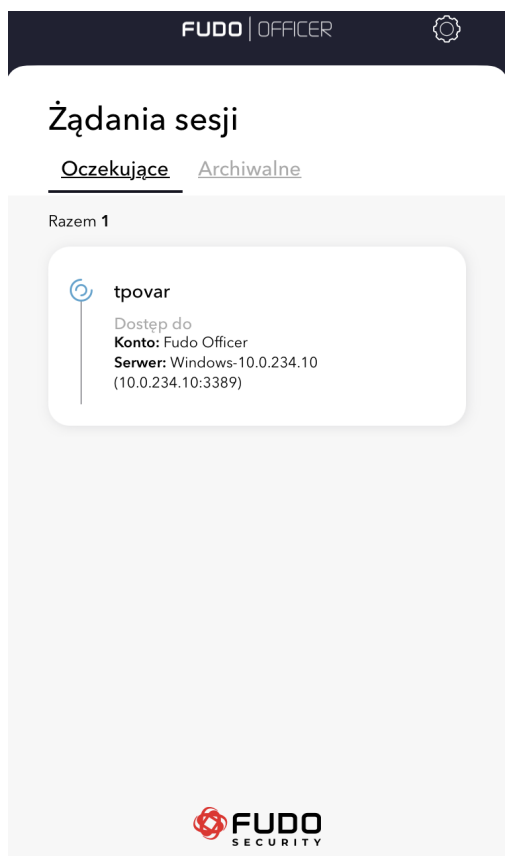 FUDO | OFFICER
Żądania sesji
Oczekujące Archiwalne
Razem 1
tpovar
Dostęp do
Konto: Fudo Officer
Serwer: Windows-10.0.234.10
(10.0.234.10:3389)
FUDO
SECURITY